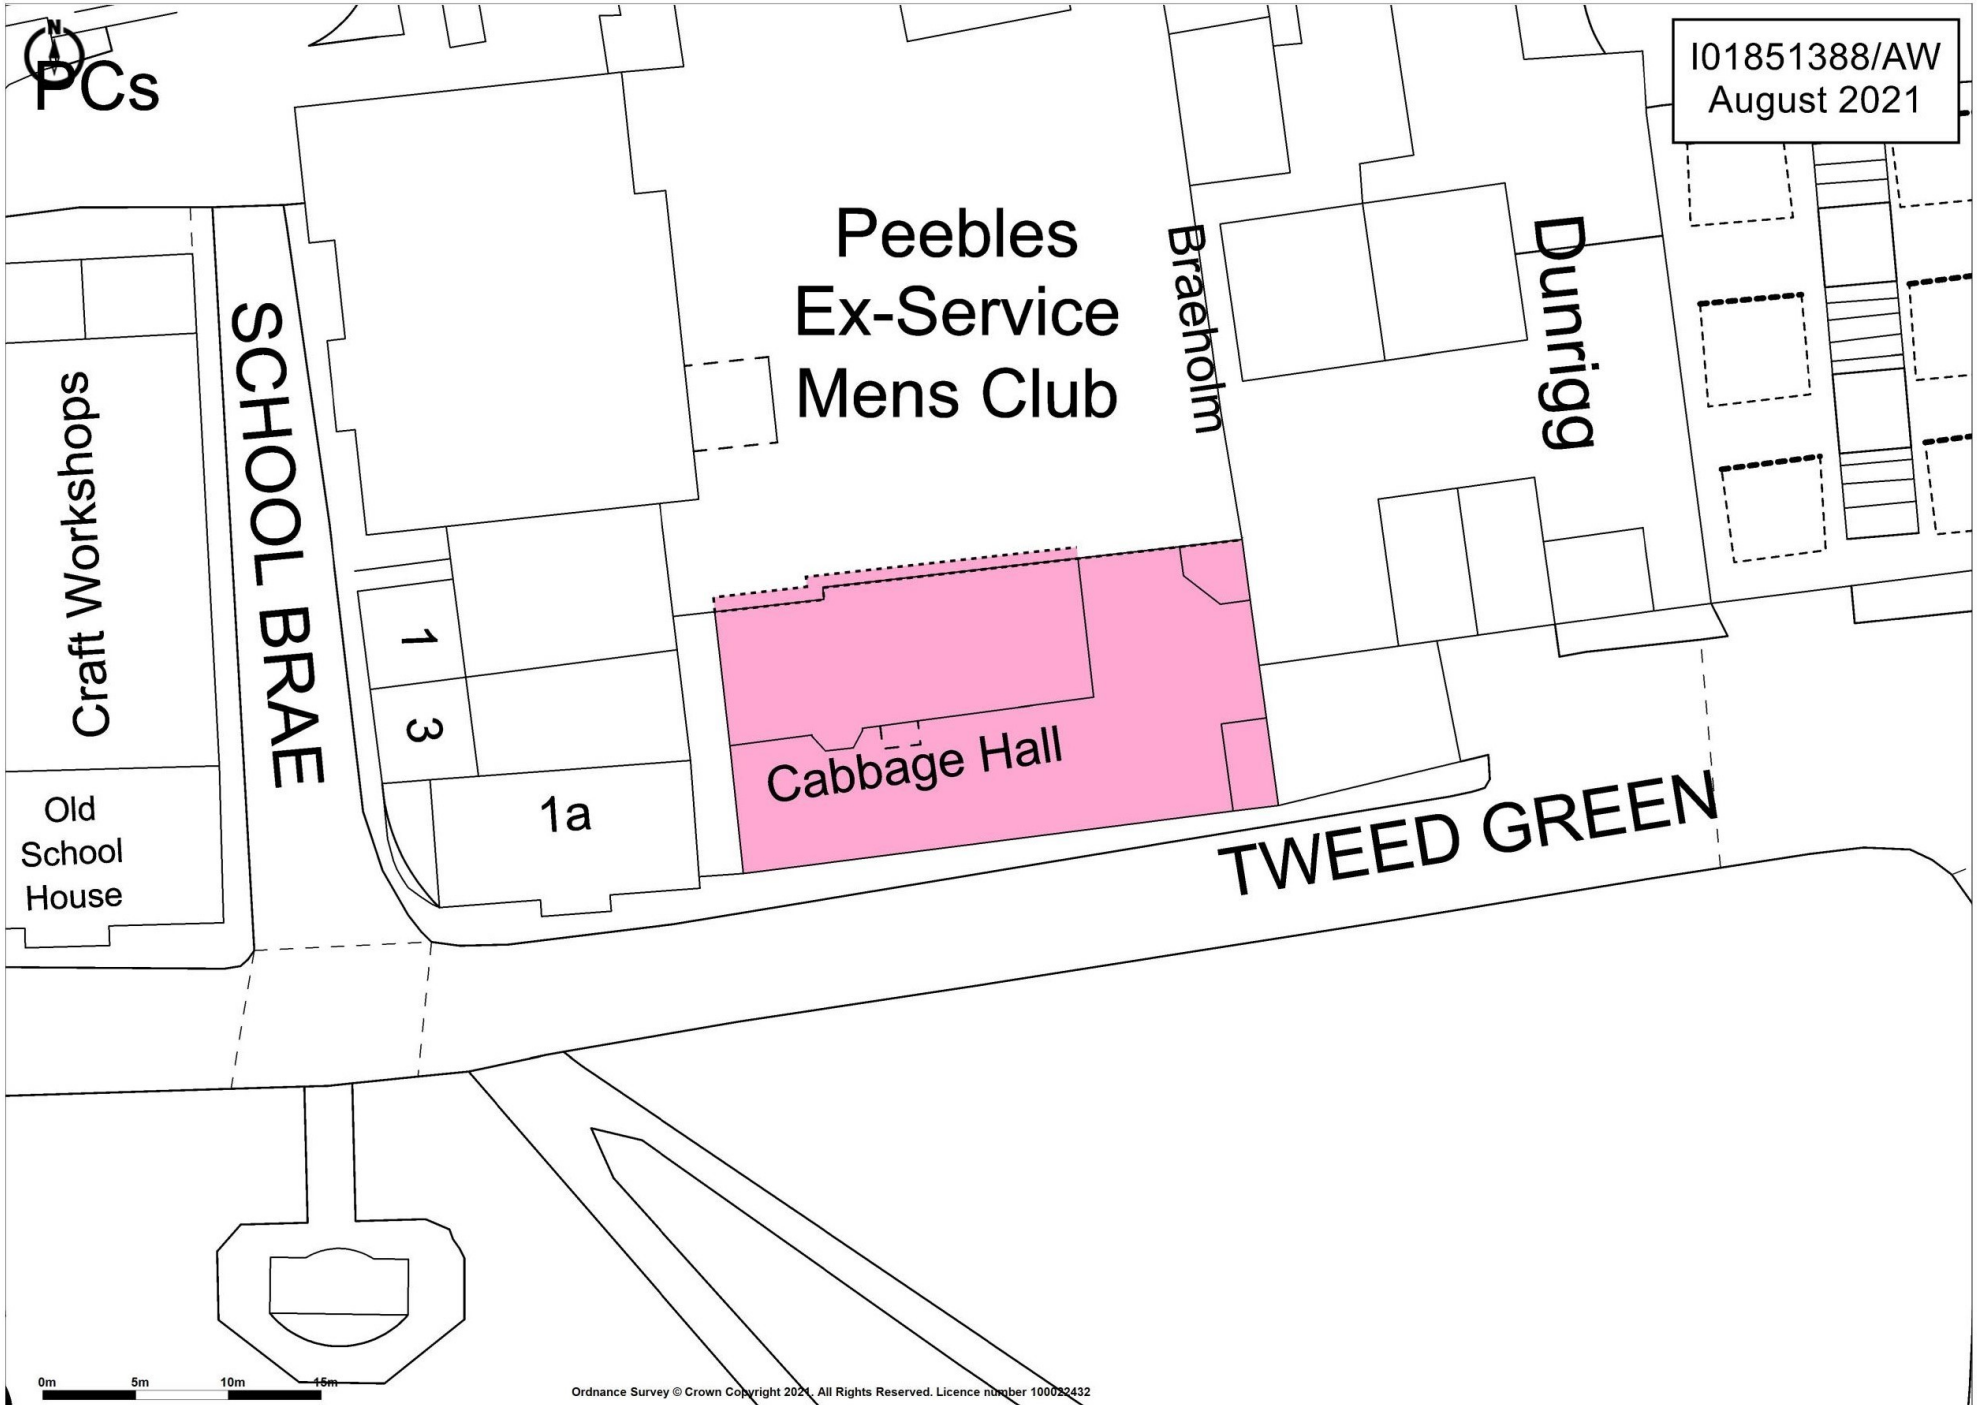 N
PCs
I01851388/AW
August 2021
Peebles
Ex-Service
Mens Club
Braeholm
Dunrigg
SCHOOL BRAE
Craft Workshops
1
3
1a
Cabbage Hall
Old
School
House
TWEED GREEN
0m 5m 10m 15m
Ordnance Survey © Crown Copyright 2021. All Rights Reserved. Licence number 100022432